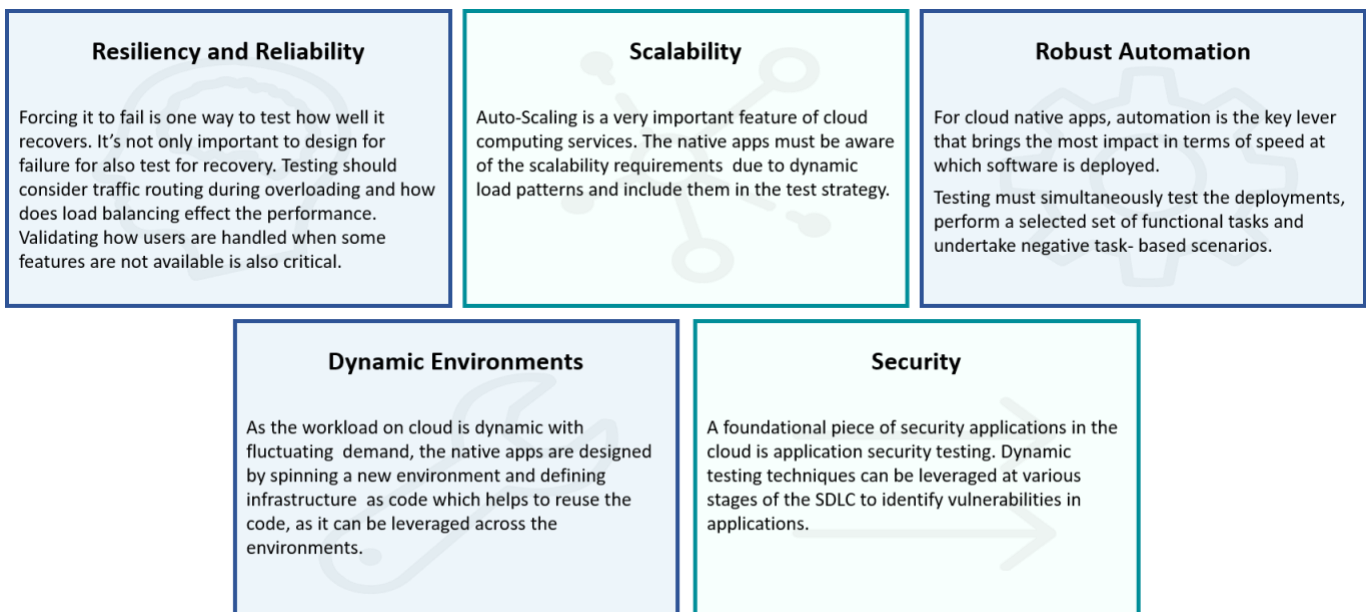 Resiliency and Reliability
Forcing it to fail is one way to test how well it
recovers. It’s not only important to design for
failure for also test for recovery. Testing should
consider traffic routing during overloading and how
does load balancing effect the performance.
Validating how users are handled when some
features are not available is also critical.
Scalability
Auto-Scaling is a very important feature of cloud
computing services. The native apps must be aware
of the scalability requirements due to dynamic
load patterns and include them in the test strategy.
Robust Automation
For cloud native apps, automation is the key lever
that brings the most impact in terms of speed at
which software is deployed.
Testing must simultaneously test the deployments,
perform a selected set of functional tasks and
undertake negative task- based scenarios.
Dynamic Environments
As the workload on cloud is dynamic with
fluctuating demand, the native apps are designed
by spinning a new environment and defining
infrastructure as code which helps to reuse the
code, as it can be leveraged across the
environments.
Security
A foundational piece of security applications in the
cloud is application security testing. Dynamic
testing techniques can be leveraged at various
stages of the SDLC to identify vulnerabilities in
applications.